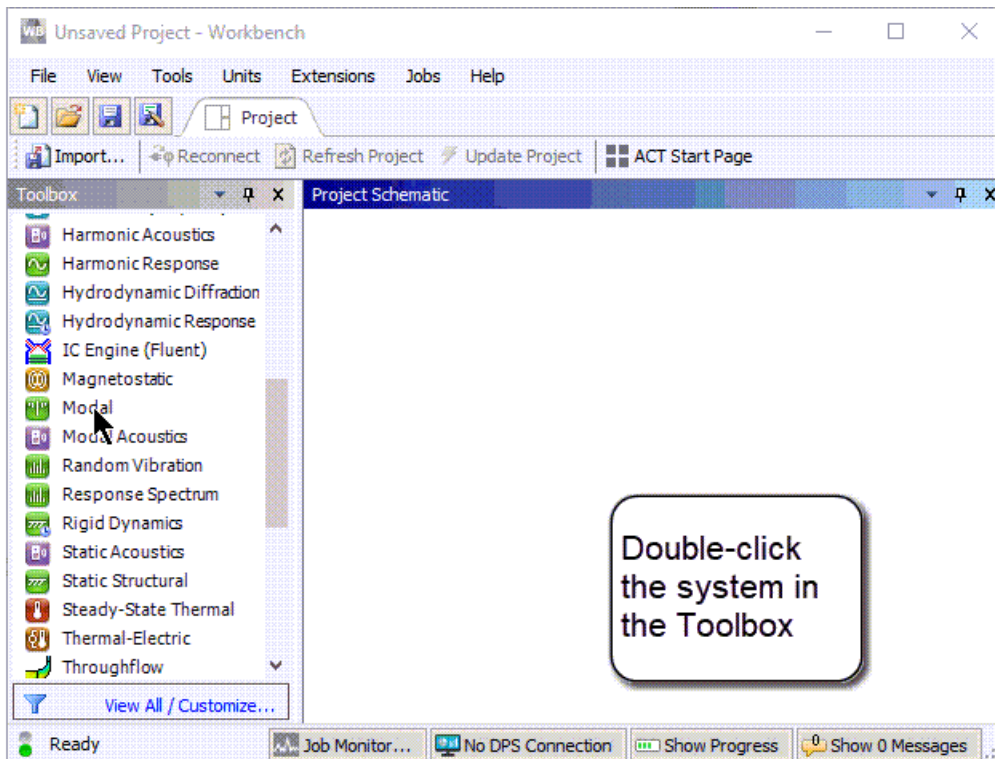 WB Unsaved Project - Workbench
File View Tools Units Extensions Jobs Help
Project
Import... Reconnect Refresh Project Update Project ACT Start Page
Toolbox
Project Schematic
Harmonic Acoustics
Harmonic Response
Hydrodynamic Diffraction
Hydrodynamic Response
IC Engine (Fluent)
Magnetostatic
Modal
Modal Acoustics
Random Vibration
Response Spectrum
Rigid Dynamics
Static Acoustics
Static Structural
Steady-State Thermal
Thermal-Electric
Throughflow
View All / Customize...
Double-click
the system in
the Toolbox
Ready Job Monitor... No DPS Connection Show Progress 0 Show 0 Messages